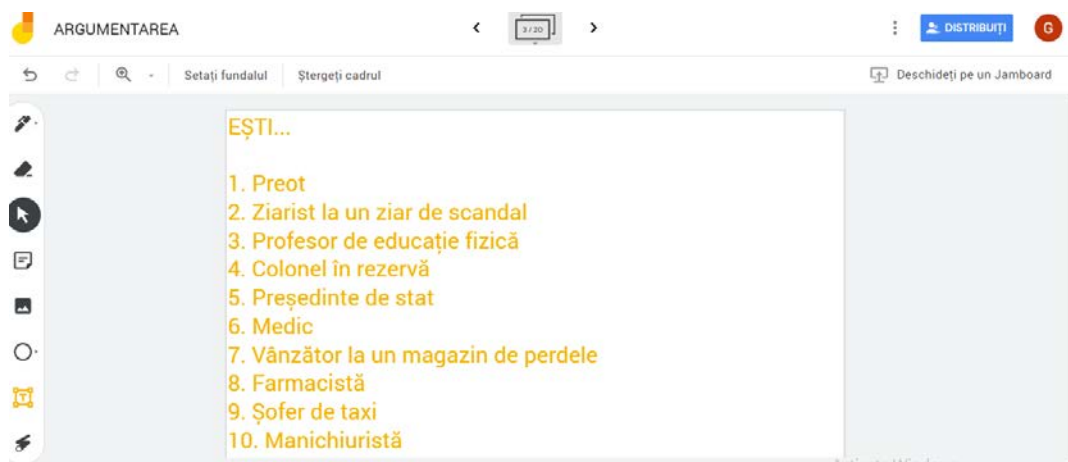 ARGUMENTAREA
3 / 20
DISTRIBUIȚI
G
Setați fundalul
Ștergeți cadrul
Deschideți pe un Jamboard
EȘTI...
1. Preot
2. Ziarist la un ziar de scandal
3. Profesor de educație fizică
4. Colonel în rezervă
5. Președinte de stat
6. Medic
7. Vânzător la un magazin de perdele
8. Farmacistă
9. Șofer de taxi
10. Manichiuristă